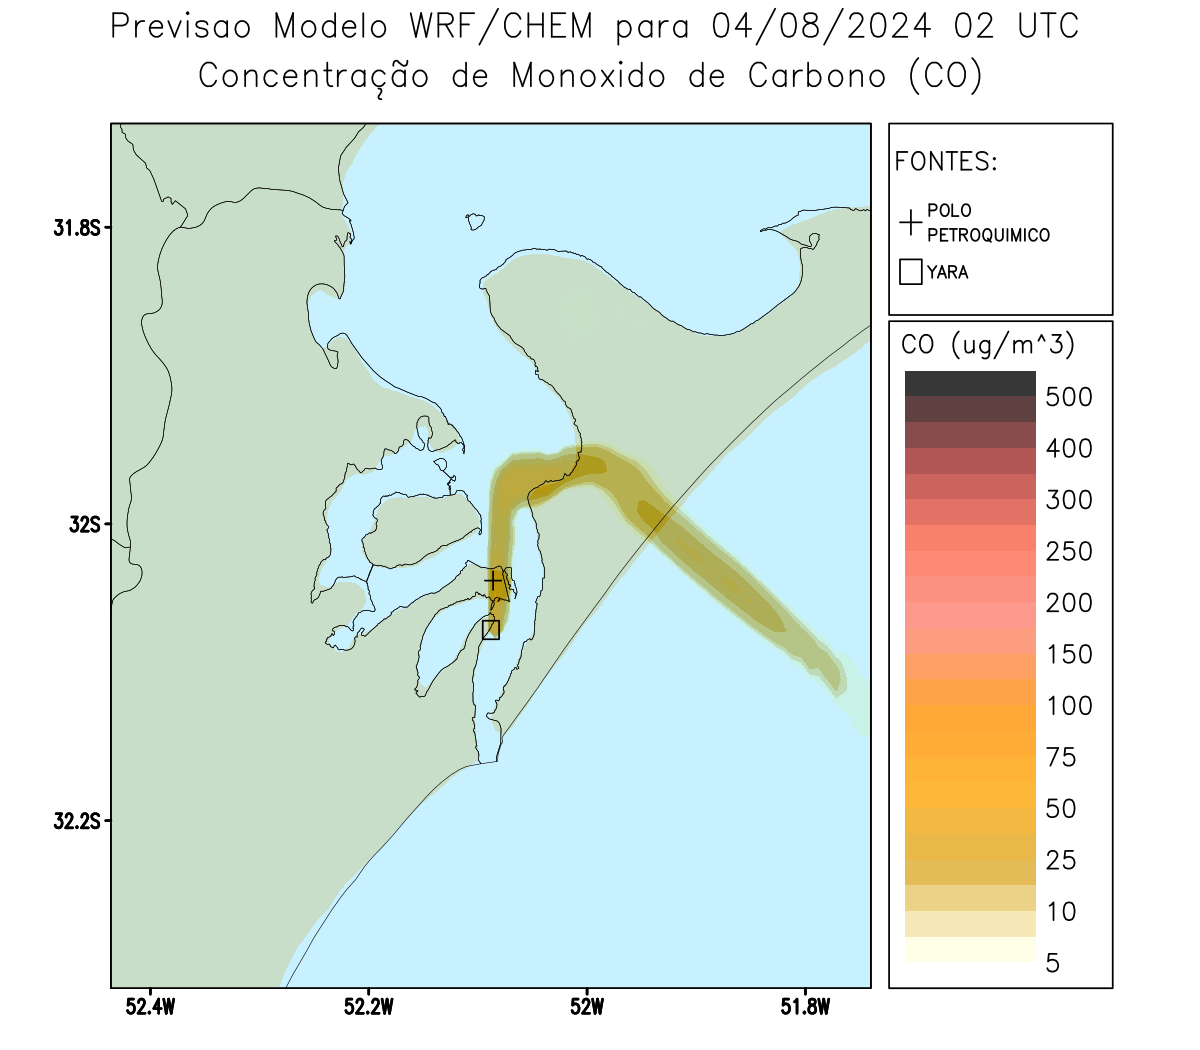 Previsao Modelo WRF/CHEM para 04/08/2024 02 UTC
Concentração de Monoxido de Carbono (CO)
FONTES:
POLO
PETROQUIMICO
YARA
CO (ug/m^3)
500
400
300
250
200
150
100
75
50
25
10
5
31.8S
32S
32.2S
52.4W
52.2W
52W
51.8W